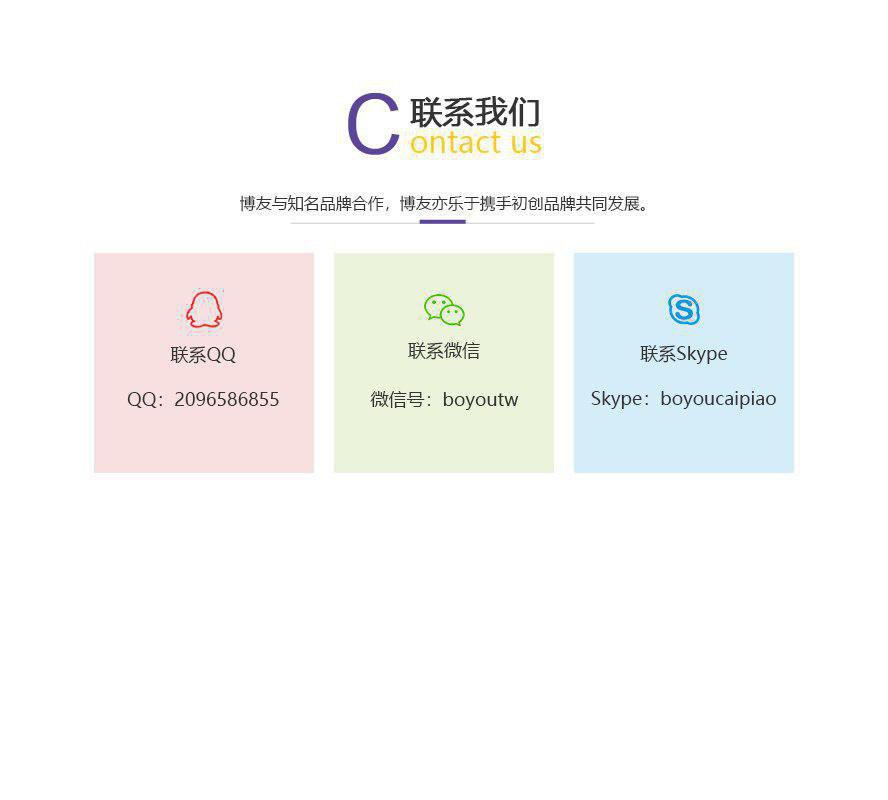 联系我们
Contact us
博友与知名品牌合作，博友亦乐于携手初创品牌共同发展。
联系QQ
QQ：2096586855
联系微信
微信号：boyoutw
联系Skype
Skype：boyoucaipiao